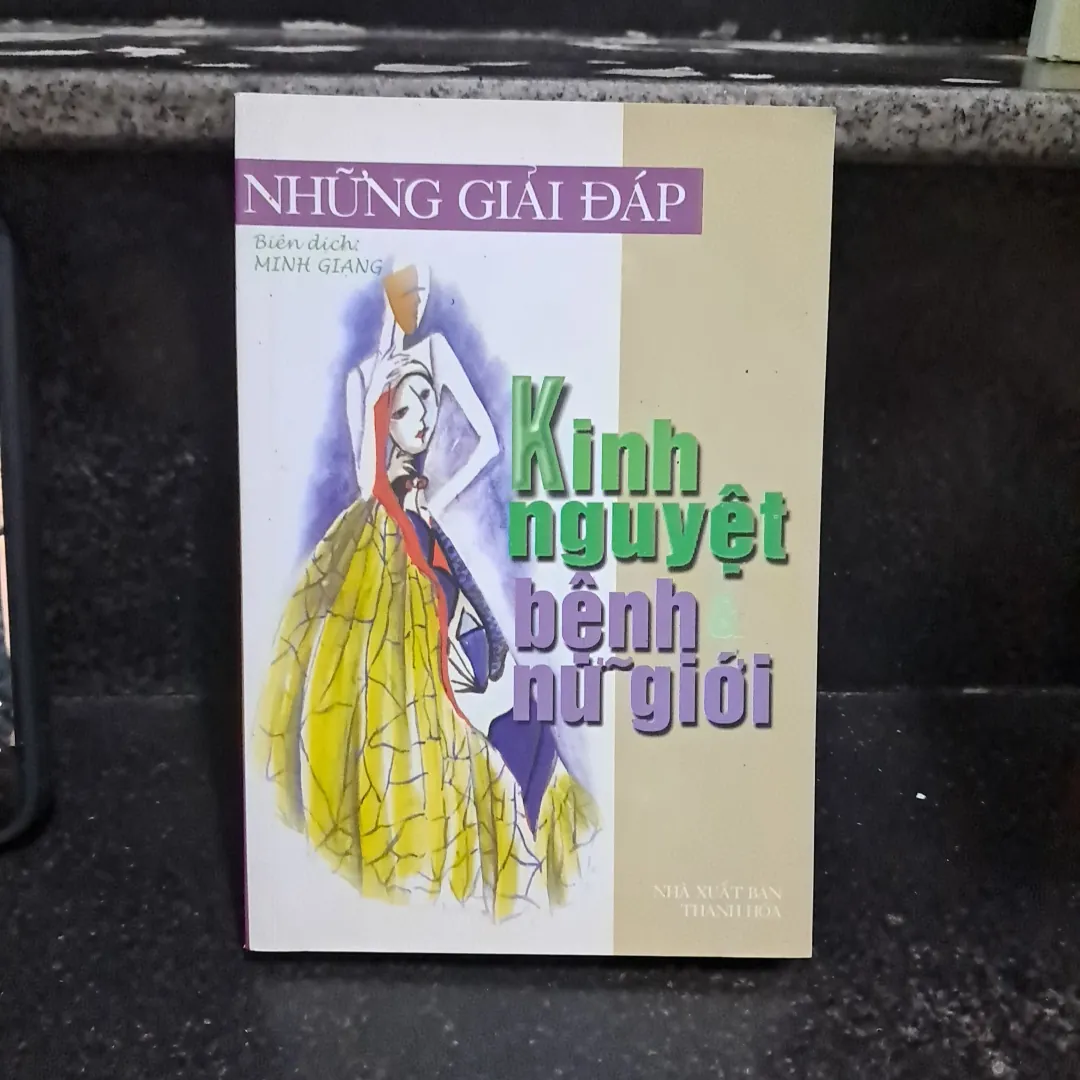 NHỮNG GIẢI ĐÁP
Biên dịch:
MINH GIANG
Kinh
nguyệt
bệnh &
nữ giới
NHÀ XUẤT BẢN
THANH HÓA